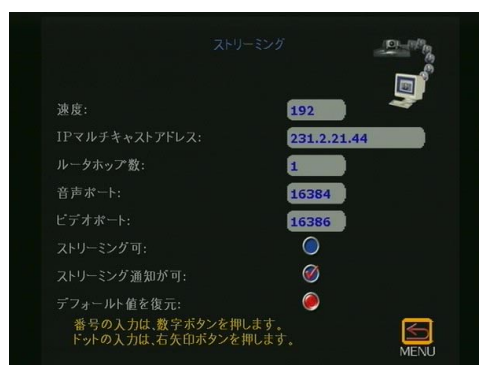 ストリーミング
速度: 192
IPマルチキャストアドレス: 231.2.21.44
ルータホップ数: 1
音声ポート: 16384
ビデオポート: 16386
ストリーミング可:
ストリーミング通知が可:
デフォールト値を復元:
番号の入力は、数字ボタンを押します。
ドットの入力は、右矢印ボタンを押します。
MENU